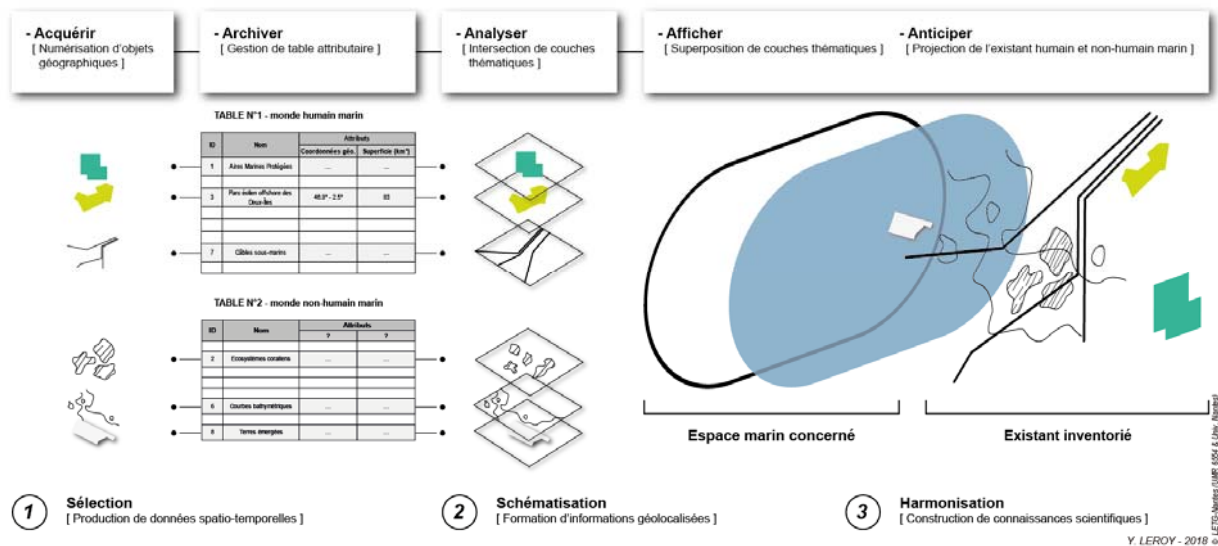 - Acquérir
[ Numérisation d'objets
géographiques ]
- Archiver
[ Gestion de table attributaire ]
- Analyser
[ Intersection de couches
thématiques ]
- Afficher
[ Superposition de couches thématiques ]
- Anticiper
[ Projection de l'existant humain et non-humain marin ]
TABLE N°1 - monde humain marin
ID Nom Attributs
Coordonnées géo. Superficie (km²)
1 Aires Marines Protégées ... ...
3 Parc éolien offshore des
Deux-Îles 46.8° - 2.5° 83
7 Câbles sous-marins ... ...
TABLE N°2 - monde non-humain marin
ID Nom Attributs
? ?
2 Ecosystèmes coraliens ... ...
6 Courbes bathymétriques ... ...
8 Terres émergées ... ...
Espace marin concerné
Existant inventorié
1 Sélection
[ Production de données spatio-temporelles ]
2 Schématisation
[ Formation d'informations géolocalisées ]
3 Harmonisation
[ Construction de connaissances scientifiques ]
Y. LEROY - 2018
© LETG-Nantes (UMR 6554 & Univ. Nantes)